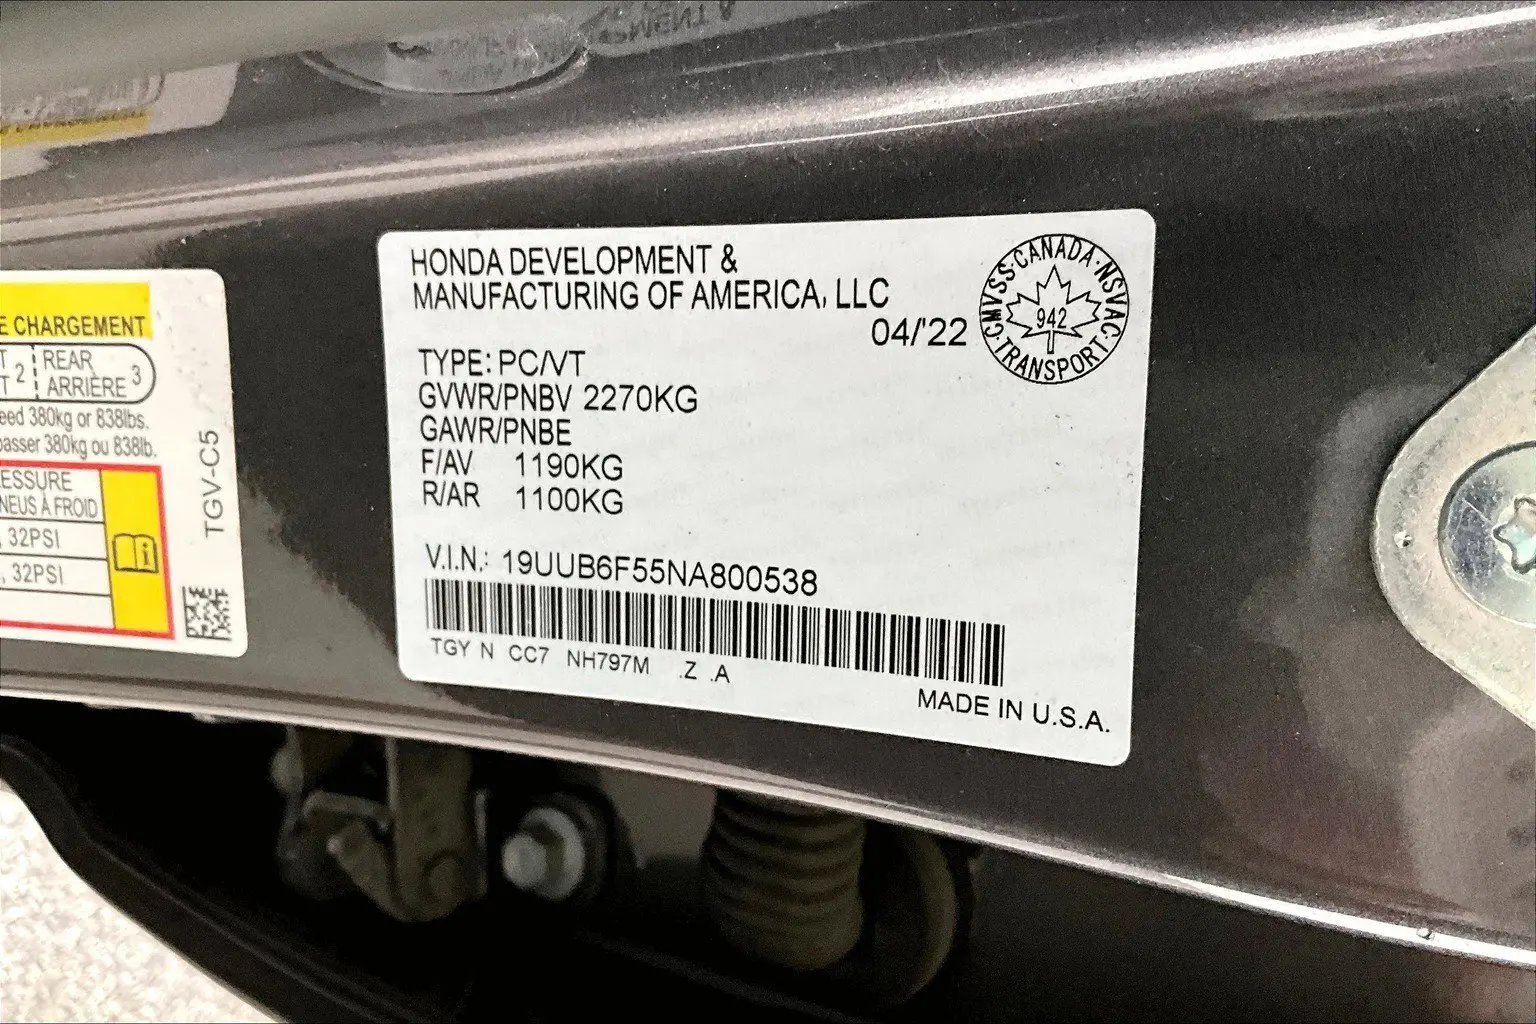 HONDA DEVELOPMENT &
MANUFACTURING OF AMERICA, LLC
04/'22
CMVSS·CANADA·NSVAC·TRANSPORT·
942
TYPE: PC/VT
GVWR/PNBV 2270KG
GAWR/PNBE
F/AV 1190KG
R/AR 1100KG
V.I.N.: 19UUB6F55NA800538
TGY N CC7 NH797M .Z .A
MADE IN U.S.A.
E CHARGEMENT
T 2 REAR
T ARRIÈRE 3
eed 380kg or 838lbs.
passer 380kg ou 838lb.
ESSURE
NEUS À FROID
, 32PSI
, 32PSI
TGV-C5